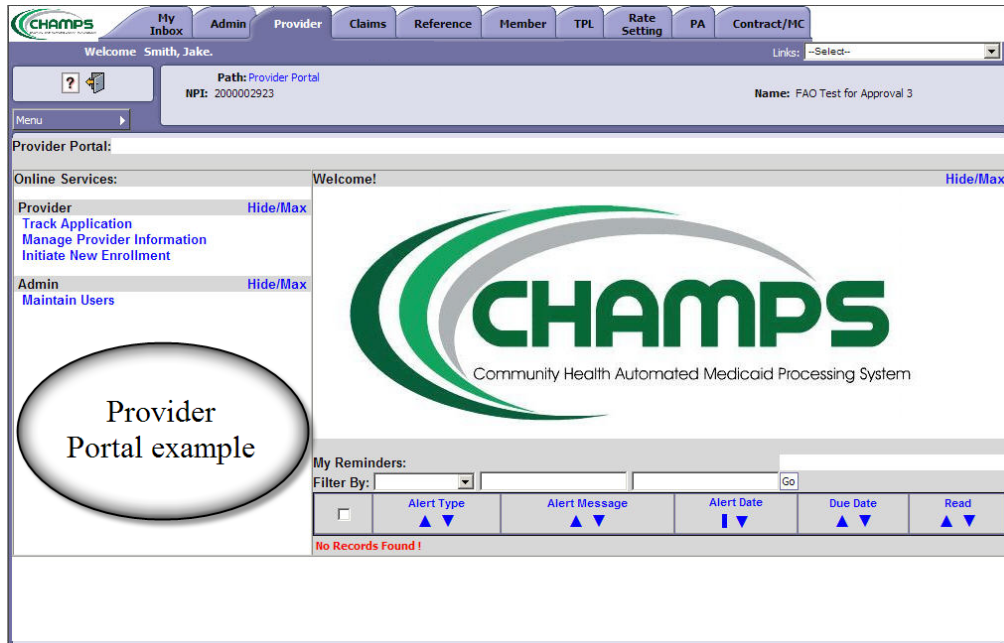 CHAMPS
My Inbox
Admin
Provider
Claims
Reference
Member
TPL
Rate Setting
PA
Contract/MC
Welcome Smith, Jake.
Links: --Select--
?
Path: Provider Portal
NPI: 2000002923
Name: FAO Test for Approval 3
Menu
Provider Portal:
Online Services:
Provider Hide/Max
Track Application
Manage Provider Information
Initiate New Enrollment
Admin Hide/Max
Maintain Users
Provider
Portal example
Welcome! Hide/Max
CHAMPS
Community Health Automated Medicaid Processing System
My Reminders:
Filter By: Go
Alert Type Alert Message Alert Date Due Date Read
No Records Found !